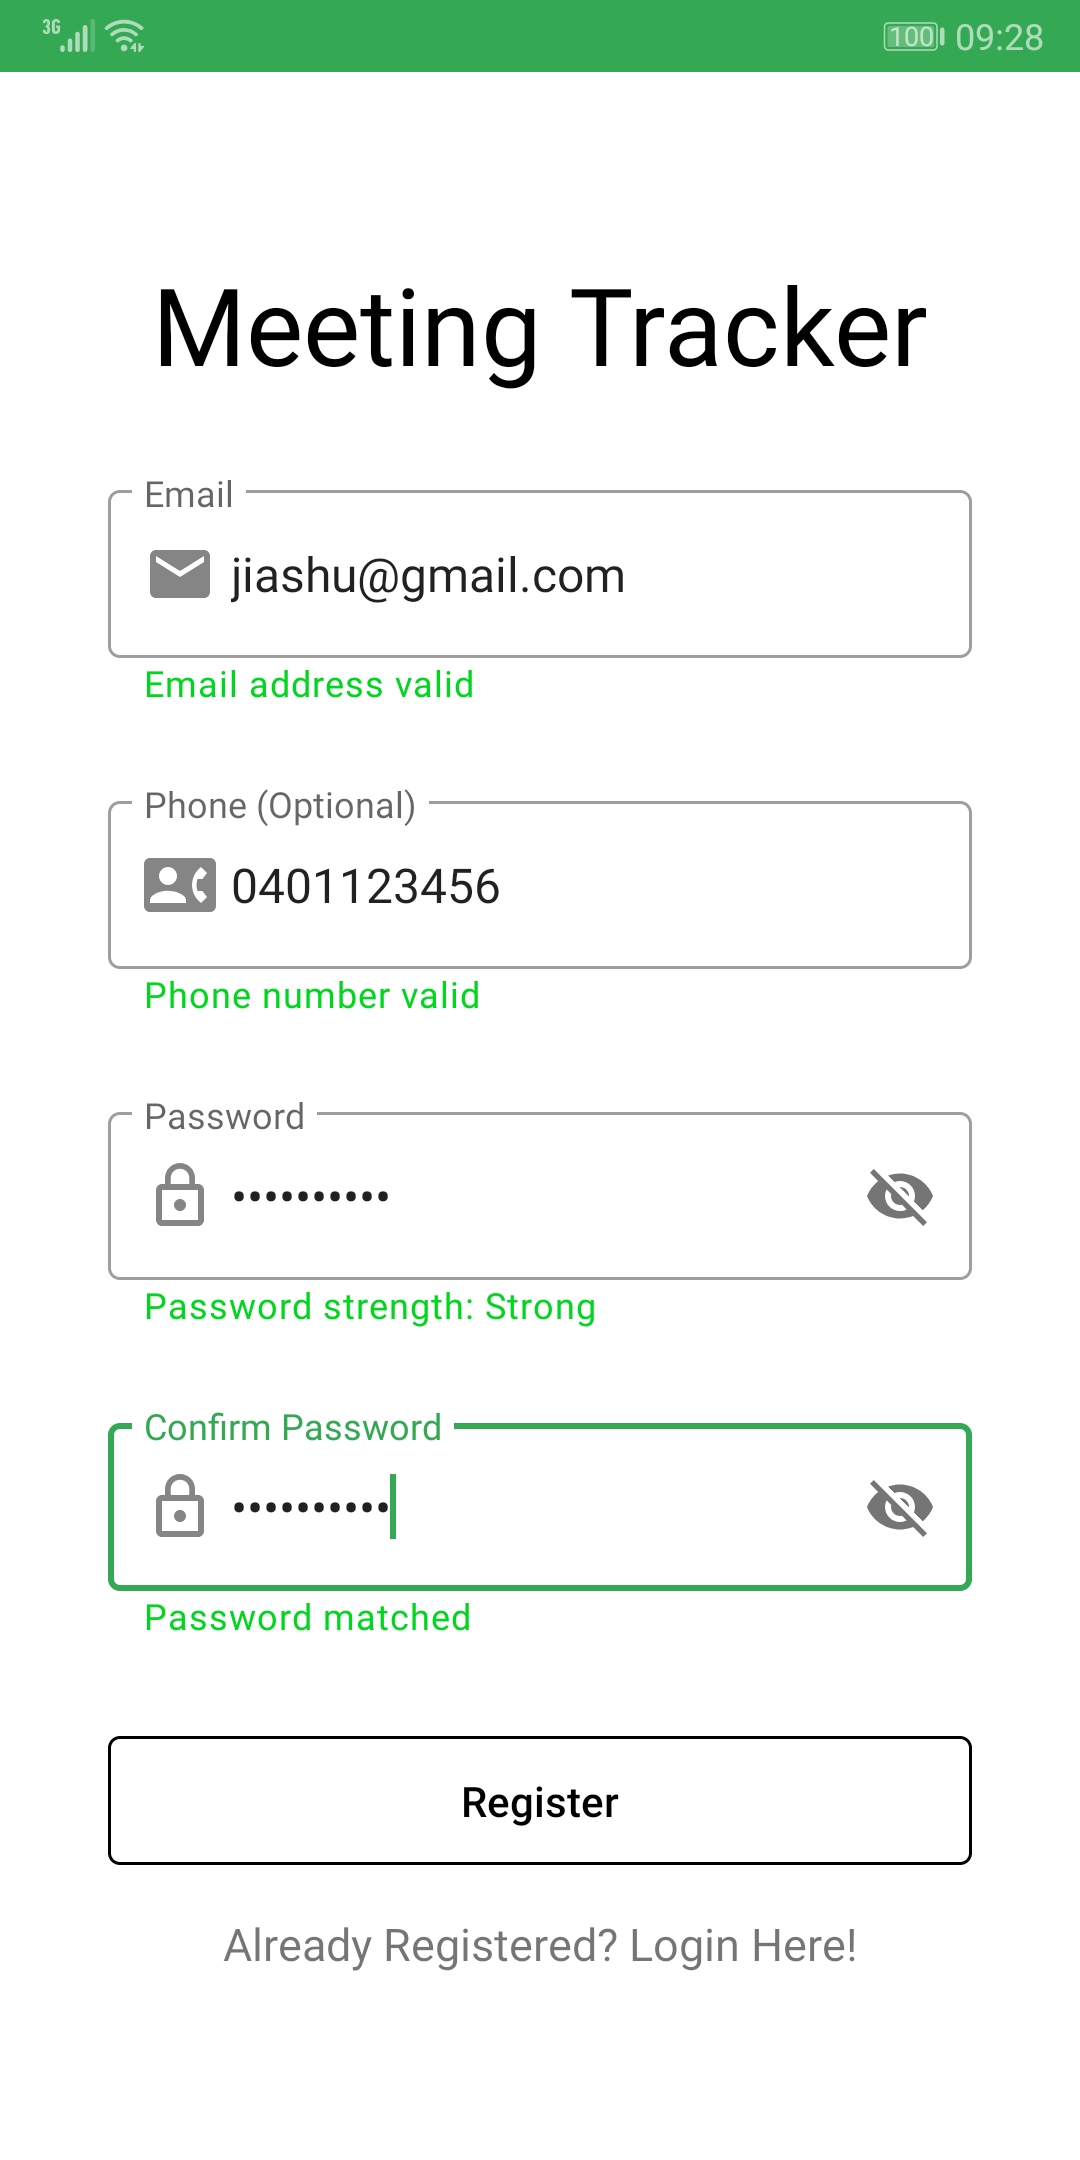 3G 100 09:28
Meeting Tracker
Email
jiashu@gmail.com
Email address valid
Phone (Optional)
0401123456
Phone number valid
Password
••••••••••
Password strength: Strong
Confirm Password
••••••••••
Password matched
Register
Already Registered? Login Here!